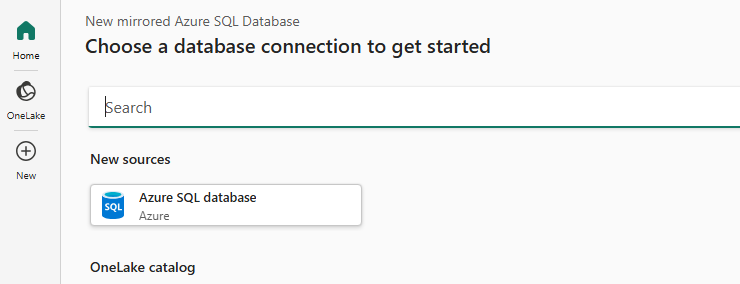 New mirrored Azure SQL Database
Choose a database connection to get started
Home
OneLake
New
Search
New sources
SQL
Azure SQL database
Azure
OneLake catalog